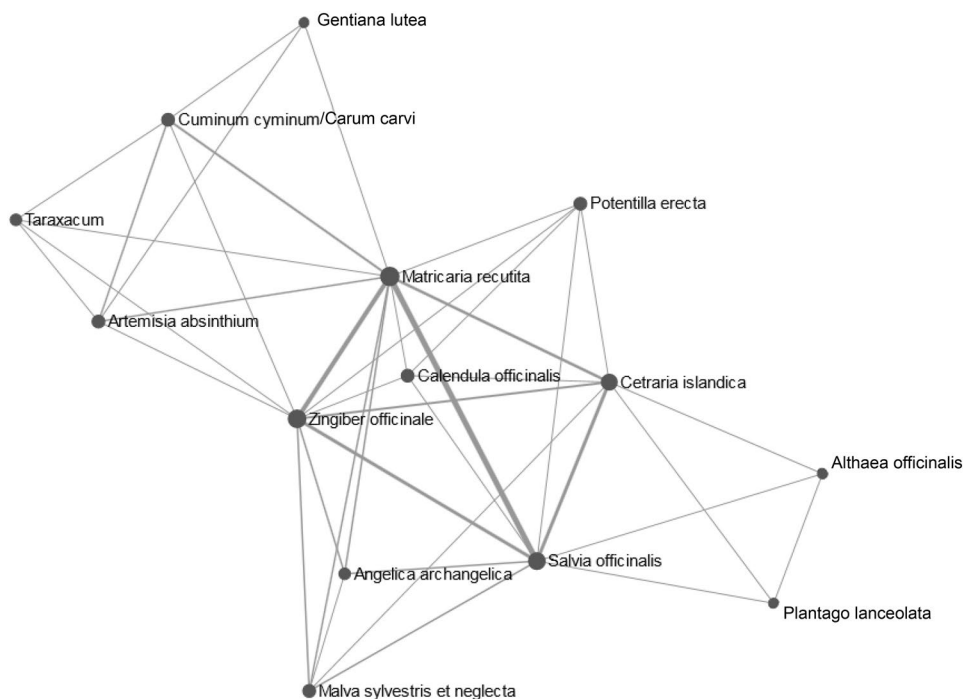 Gentiana lutea
Cuminum cyminum/Carum carvi
Potentilla erecta
Taraxacum
Matricaria recutita
Artemisia absinthium
Calendula officinalis
Cetraria islandica
Zingiber officinale
Althaea officinalis
Salvia officinalis
Angelica archangelica
Plantago lanceolata
Malva sylvestris et neglecta